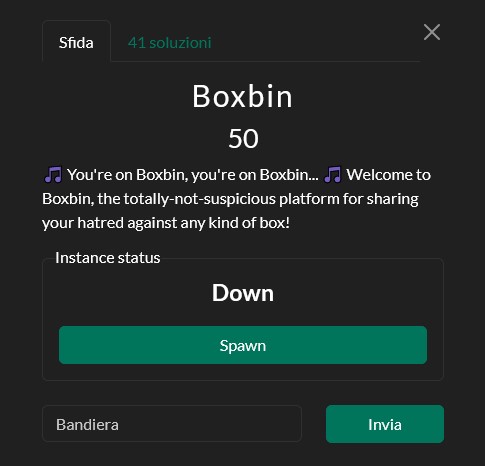 Sfida 41 soluzioni
Boxbin
50
🎵 You're on Boxbin, you're on Boxbin... 🎵 Welcome to
Boxbin, the totally-not-suspicious platform for sharing
your hatred against any kind of box!
Instance status
Down
Spawn
Bandiera Invia